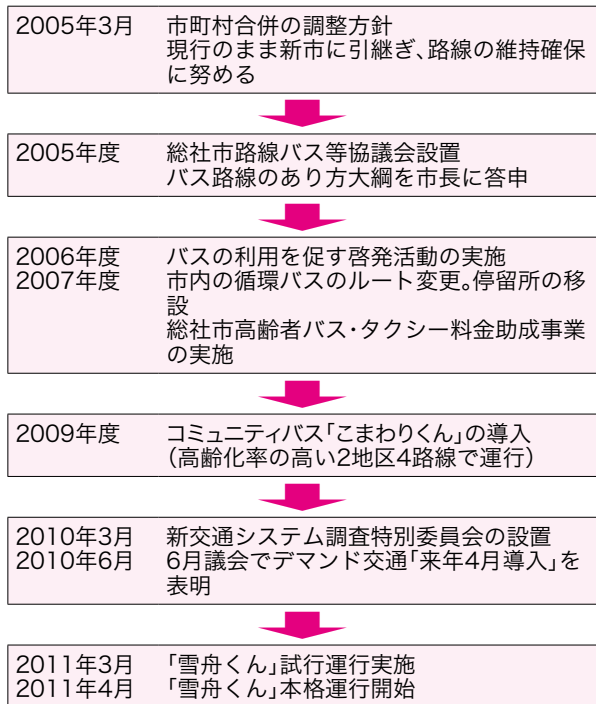 2005年3月 市町村合併の調整方針
現行のまま新市に引継ぎ、路線の維持確保
に努める
2005年度 総社市路線バス等協議会設置
バス路線のあり方大綱を市長に答申
2006年度 バスの利用を促す啓発活動の実施
2007年度 市内の循環バスのルート変更。停留所の移
設
総社市高齢者バス・タクシー料金助成事業
の実施
2009年度 コミュニティバス「こまわりくん」の導入
（高齢化率の高い2地区4路線で運行）
2010年3月 新交通システム調査特別委員会の設置
2010年6月 6月議会でデマンド交通「来年4月導入」を
表明
2011年3月 「雪舟くん」試行運行実施
2011年4月 「雪舟くん」本格運行開始